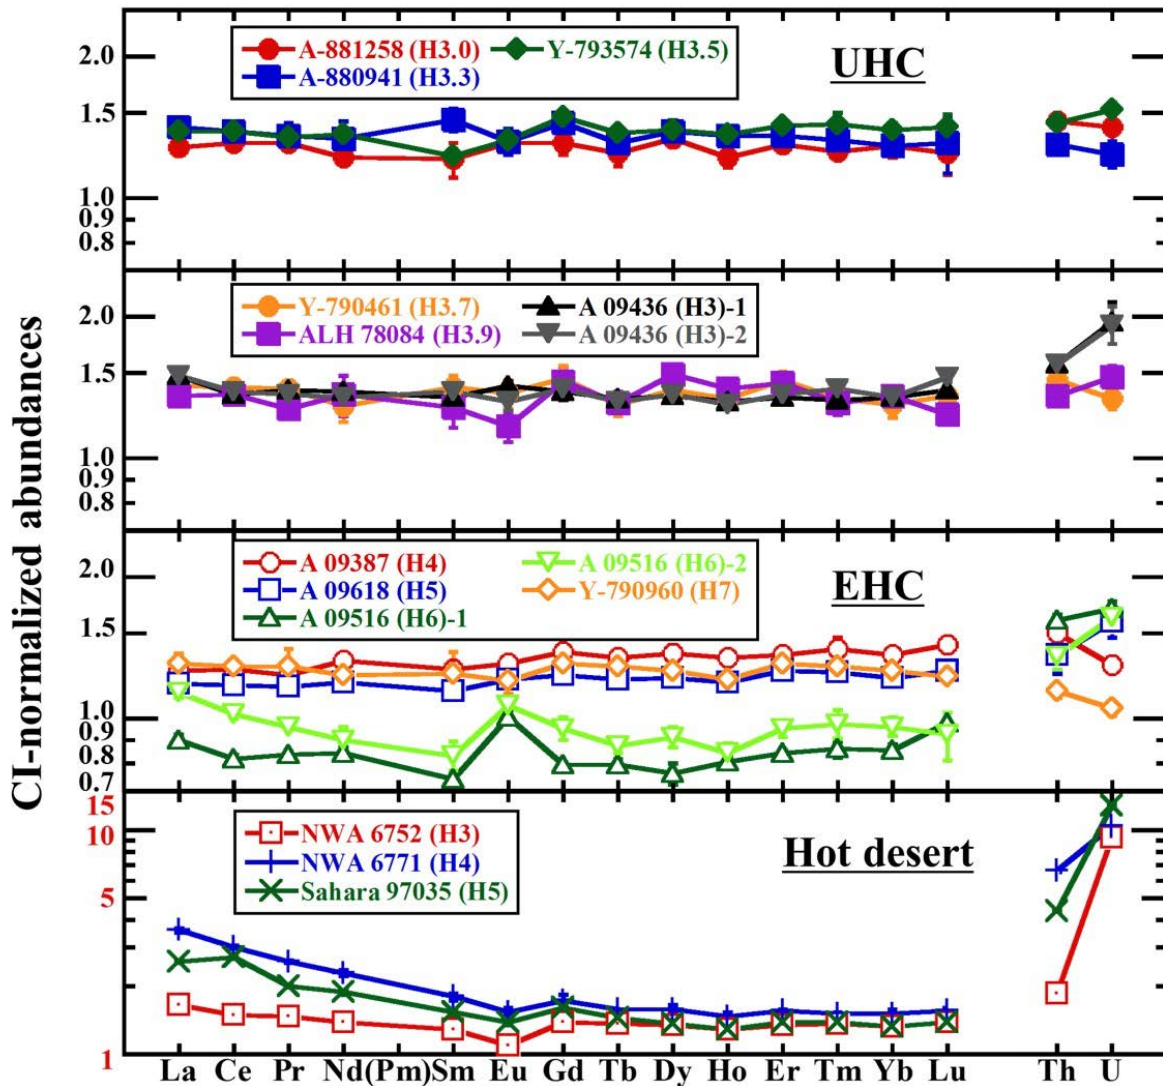 CI-normalized abundances
2.0
1.5
1.0
0.9
0.8
A-881258 (H3.0) Y-793574 (H3.5)
A-880941 (H3.3)
UHC
2.0
1.5
1.0
0.9
0.8
Y-790461 (H3.7) A 09436 (H3)-1
ALH 78084 (H3.9) A 09436 (H3)-2
2.0
1.5
1.0
0.9
0.8
0.7
A 09387 (H4) A 09516 (H6)-2
A 09618 (H5) Y-790960 (H7)
A 09516 (H6)-1
EHC
15
10
5
1
NWA 6752 (H3)
NWA 6771 (H4)
Sahara 97035 (H5)
Hot desert
La Ce Pr Nd(Pm)Sm Eu Gd Tb Dy Ho Er Tm Yb Lu Th U